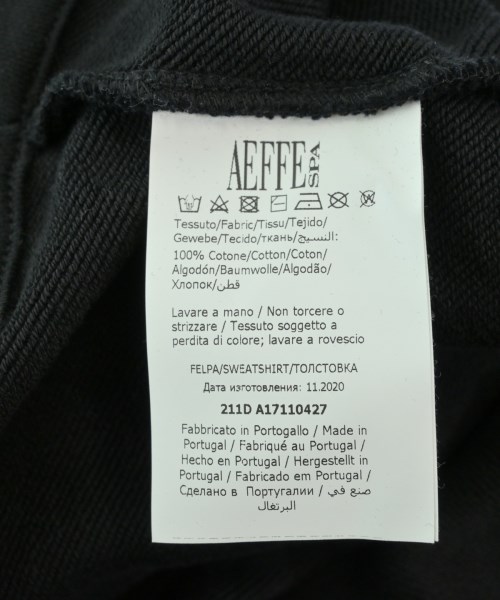 AEFFE SPA
Tessuto/Fabric/Tissu/Tejido/
Gewebe/Tecido/ткань/النسيج:
100% Cotone/Cotton/Coton/
Algodón/Baumwolle/Algodão/
Хлопок/قطن
Lavare a mano / Non torcere o
strizzare / Tessuto soggetto a
perdita di colore; lavare a rovescio
FELPA/SWEATSHIRT/ТОЛСТОВКА
Дата изготовления: 11.2020
211D A17110427
Fabbricato in Portogallo / Made in
Portugal / Fabriqué au Portugal /
Hecho en Portugal / Hergestellt in
Portugal / Fabricado em Portugal /
Сделано в Португалии / صنع في
البرتغال